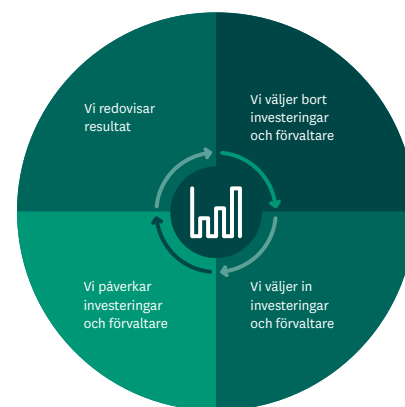 Vi redovisar
resultat
Vi väljer bort
investeringar
och förvaltare
Vi påverkar
investeringar
och förvaltare
Vi väljer in
investeringar
och förvaltare